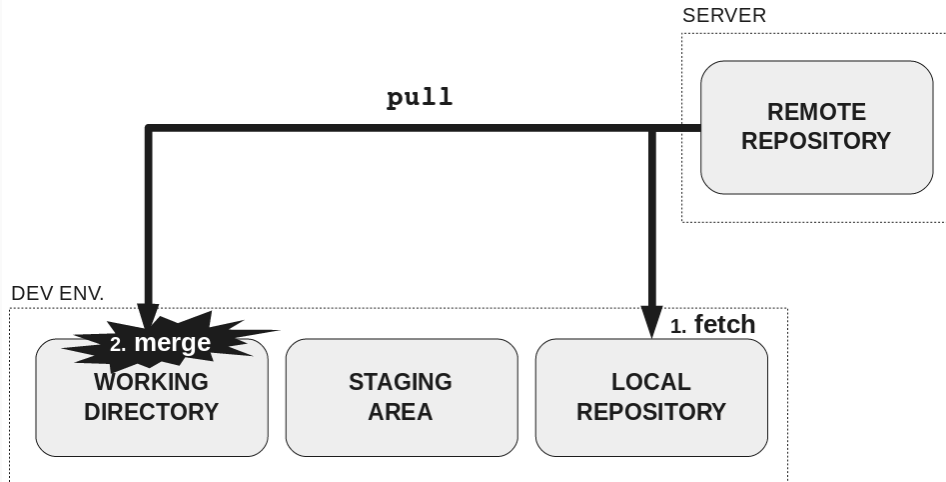 SERVER
REMOTE
REPOSITORY
pull
DEV ENV.
1. fetch
2. merge
WORKING
DIRECTORY
STAGING
AREA
LOCAL
REPOSITORY